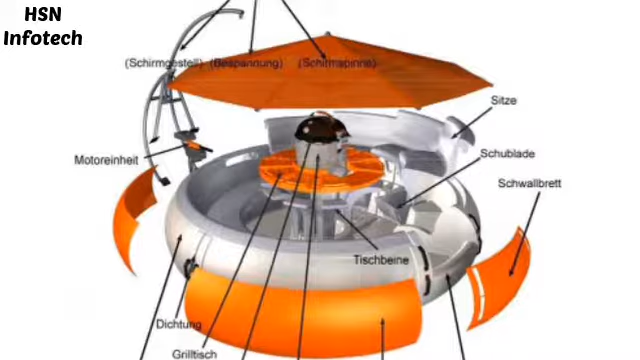 HSN
Infotech
(Schirmgestell) (Bespannung) (Schirmspinne)
Sitze
Motoreinheit
Schublade
Schwallbrett
Tischbeine
Dichtung
Grilltisch